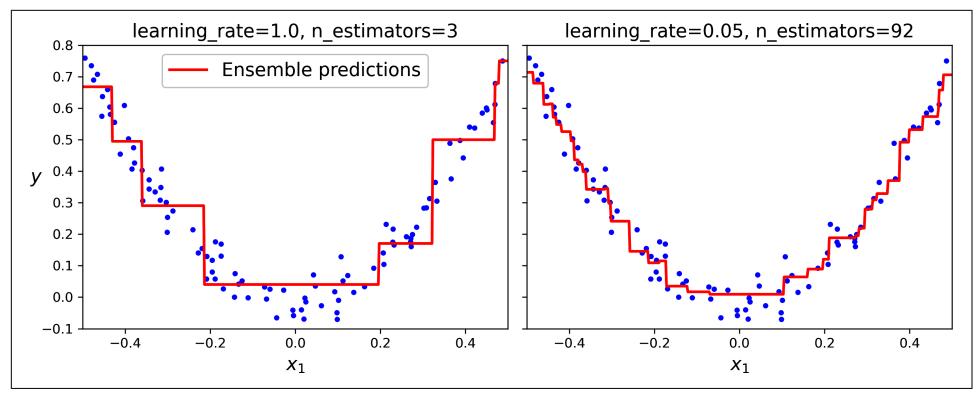 learning_rate=1.0, n_estimators=3
0.8
0.7
0.6
0.5
0.4
0.3
0.2
0.1
0.0
−0.1
y
Ensemble predictions
−0.4 −0.2 0.0 0.2 0.4
x1
learning_rate=0.05, n_estimators=92
−0.4 −0.2 0.0 0.2 0.4
x1